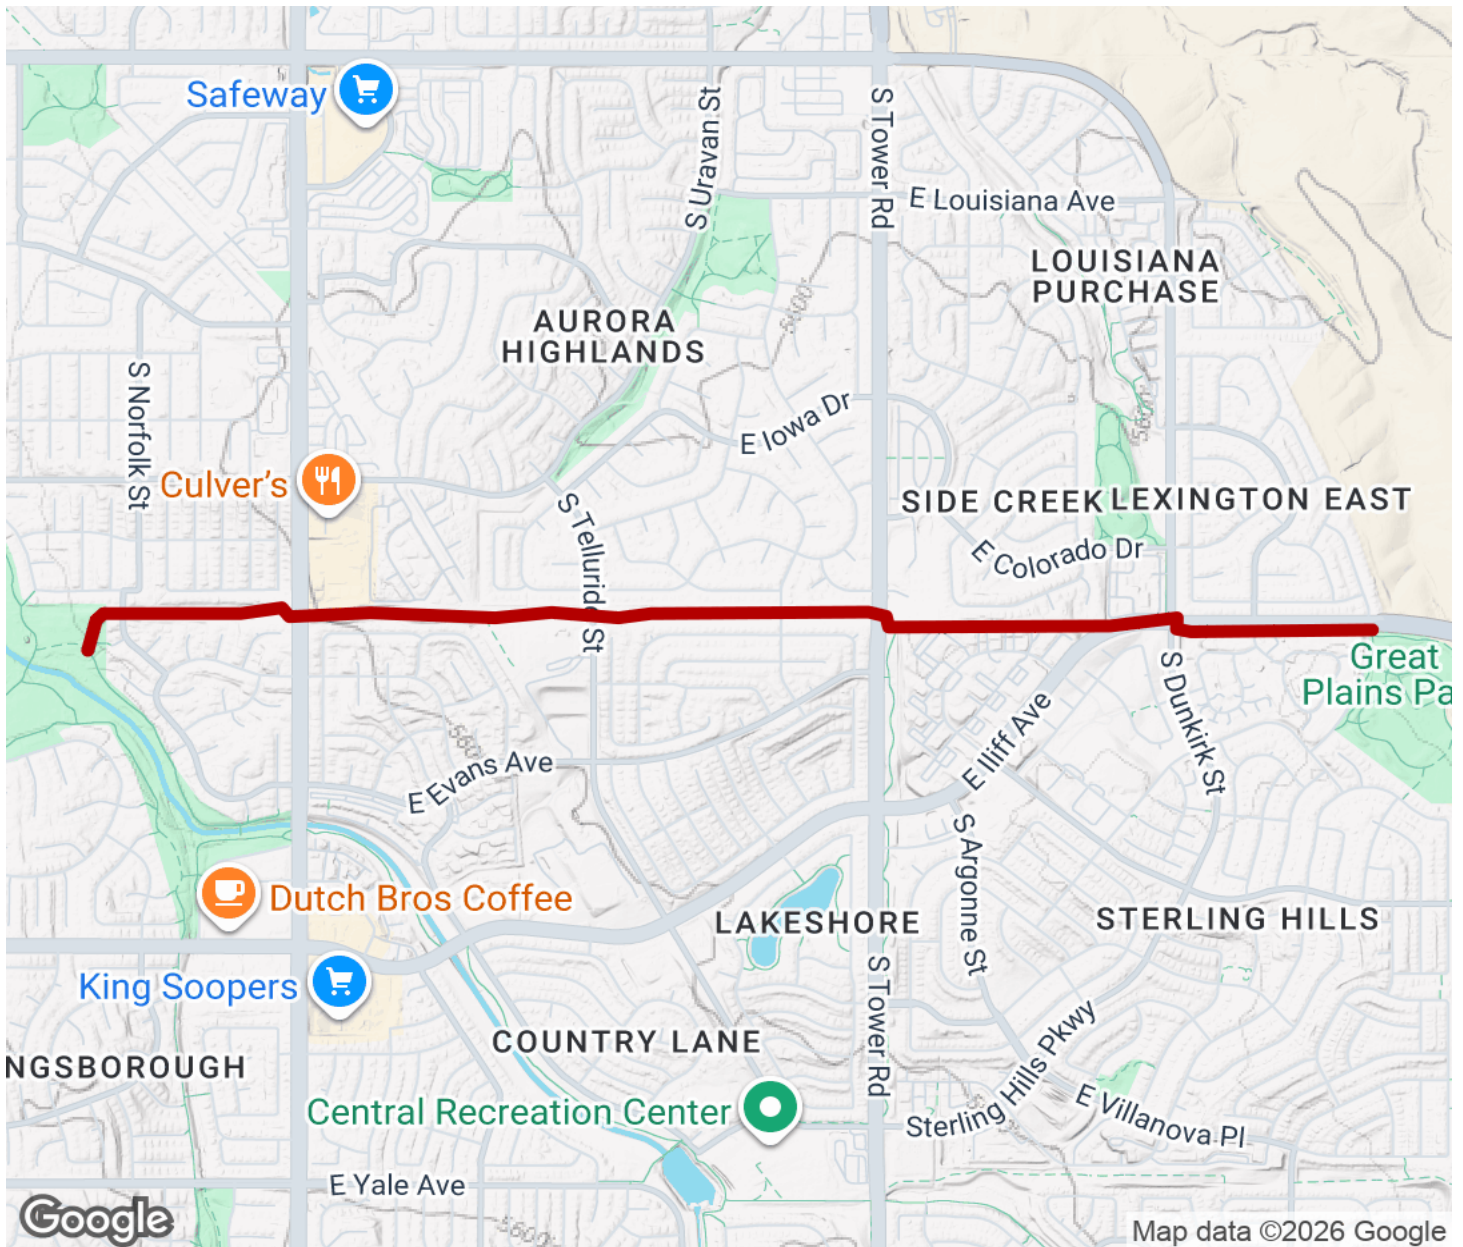 Safeway
S Uravan St
S Tower Rd
E Louisiana Ave
LOUISIANA
PURCHASE
5600'
AURORA
HIGHLANDS
S Norfolk St
E Iowa Dr
Culver's
S Telluride St
SIDE CREEK
LEXINGTON EAST
E Colorado Dr
Great
Plains Pa
S Dunkirk St
E Iliff Ave
E Evans Ave
S Argonne St
Dutch Bros Coffee
LAKESHORE
STERLING HILLS
King Soopers
S Tower Rd
COUNTRY LANE
NGSBOROUGH
Central Recreation Center
Sterling Hills Pkwy
E Villanova Pl
E Yale Ave
5600'
Google
Map data ©2026 Google